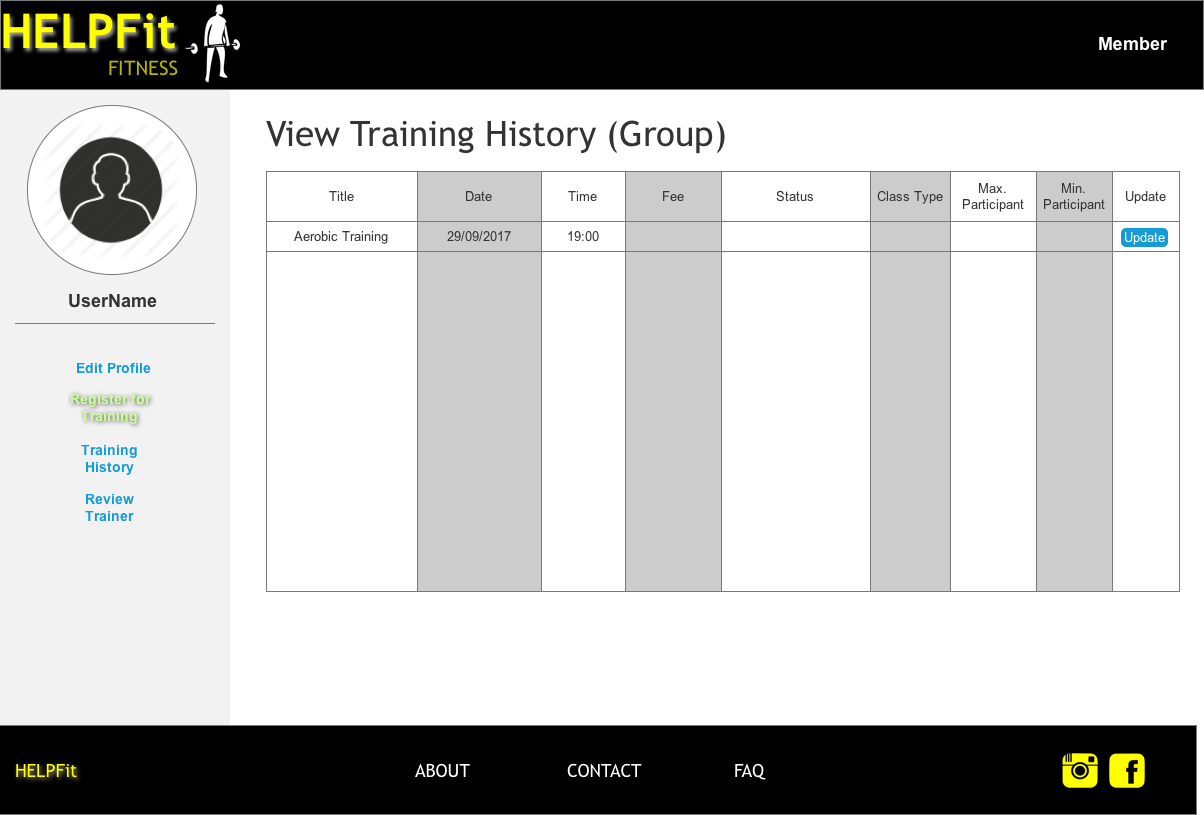 HELPFit
FITNESS
Member
UserName
Edit Profile
Register for
Training
Training
History
Review
Trainer
View Training History (Group)
Title Date Time Fee Status Class Type Max. Participant Min. Participant Update
Aerobic Training 29/09/2017 19:00 Update
HELPFit ABOUT CONTACT FAQ